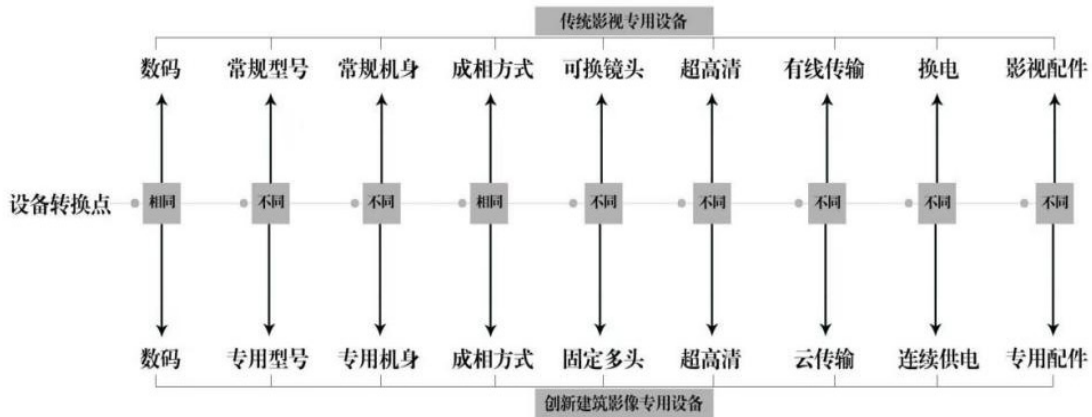 传统影视专用设备
数码 常规型号 常规机身 成相方式 可换镜头 超高清 有线传输 换电 影视配件
设备转换点 相同 不同 不同 相同 不同 不同 不同 不同 不同
数码 专用型号 专用机身 成相方式 固定多头 超高清 云传输 连续供电 专用配件
创新建筑影像专用设备